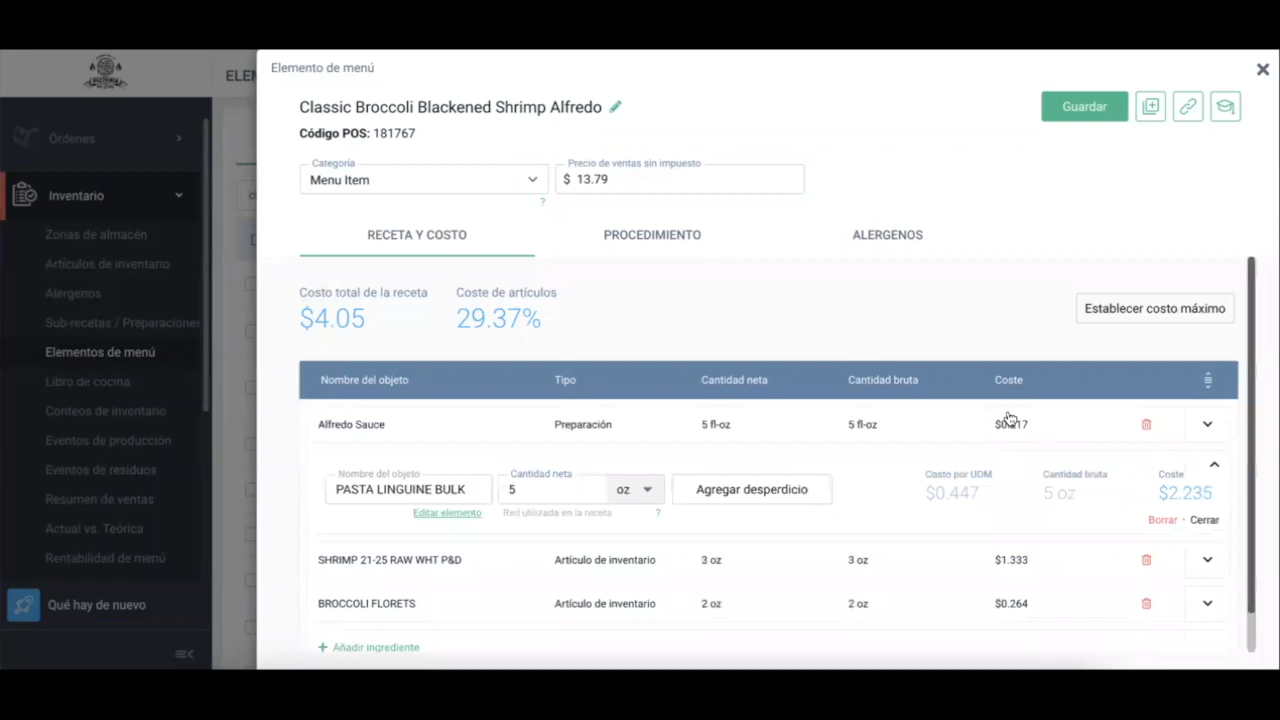 Elemento de menú
Classic Broccoli Blackened Shrimp Alfredo
Guardar
Código POS: 181767
Categoría
Menu Item
?
Precio de ventas sin impuesto
$ 13.79
RECETA Y COSTO
PROCEDIMIENTO
ALERGENOS
Costo total de la receta
$4.05
Coste de artículos
29.37%
Establecer costo máximo
Nombre del objeto Tipo Cantidad neta Cantidad bruta Coste
Alfredo Sauce Preparación 5 fl-oz 5 fl-oz
Nombre del objeto
PASTA LINGUINE BULK
Editar elemento
Cantidad neta
5 oz
Red utilizada en la receta ?
Agregar desperdicio
Costo por UDM
$0.447
Cantidad bruta
5 oz
Coste
$2.235
Borrar · Cerrar
SHRIMP 21-25 RAW WHT P&D Artículo de inventario 3 oz 3 oz $1.333
BROCCOLI FLORETS Artículo de inventario 2 oz 2 oz $0.264
+ Añadir ingrediente
PIZZERIA
ELEM
Órdenes
Inventario
Zonas de almacén
Artículos de inventario
Alergenos
Sub-recetas / Preparaciones
Elementos de menú
Libro de cocina
Conteos de inventario
Eventos de producción
Eventos de residuos
Resumen de ventas
Actual vs. Teórica
Rentabilidad de menú
Qué hay de nuevo